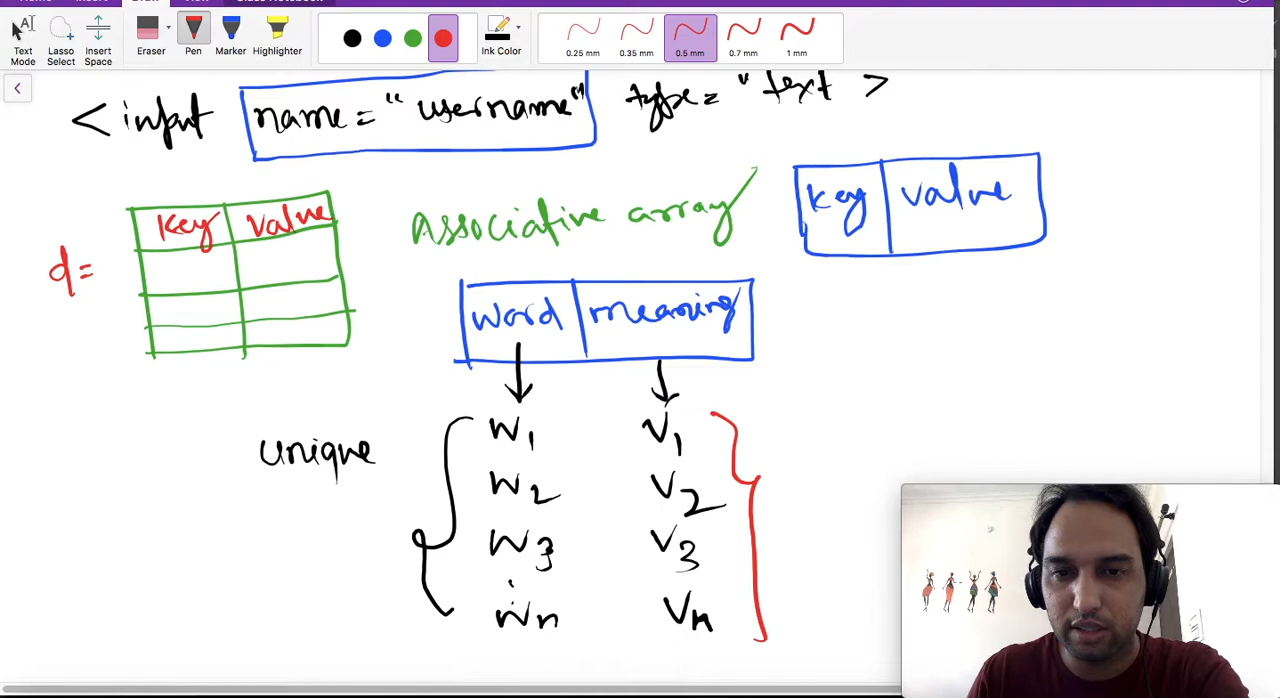 Text Mode
Lasso Select
Insert Space
Eraser
Pen
Marker
Highlighter
Ink Color
0.25 mm
0.35 mm
0.5 mm
0.7 mm
1 mm
< input name = "username" type = "text >
key value
d = Key Value
Associative array
word meaning
unique
W1 V1
W2 V2
W3 V3
Wn Vn